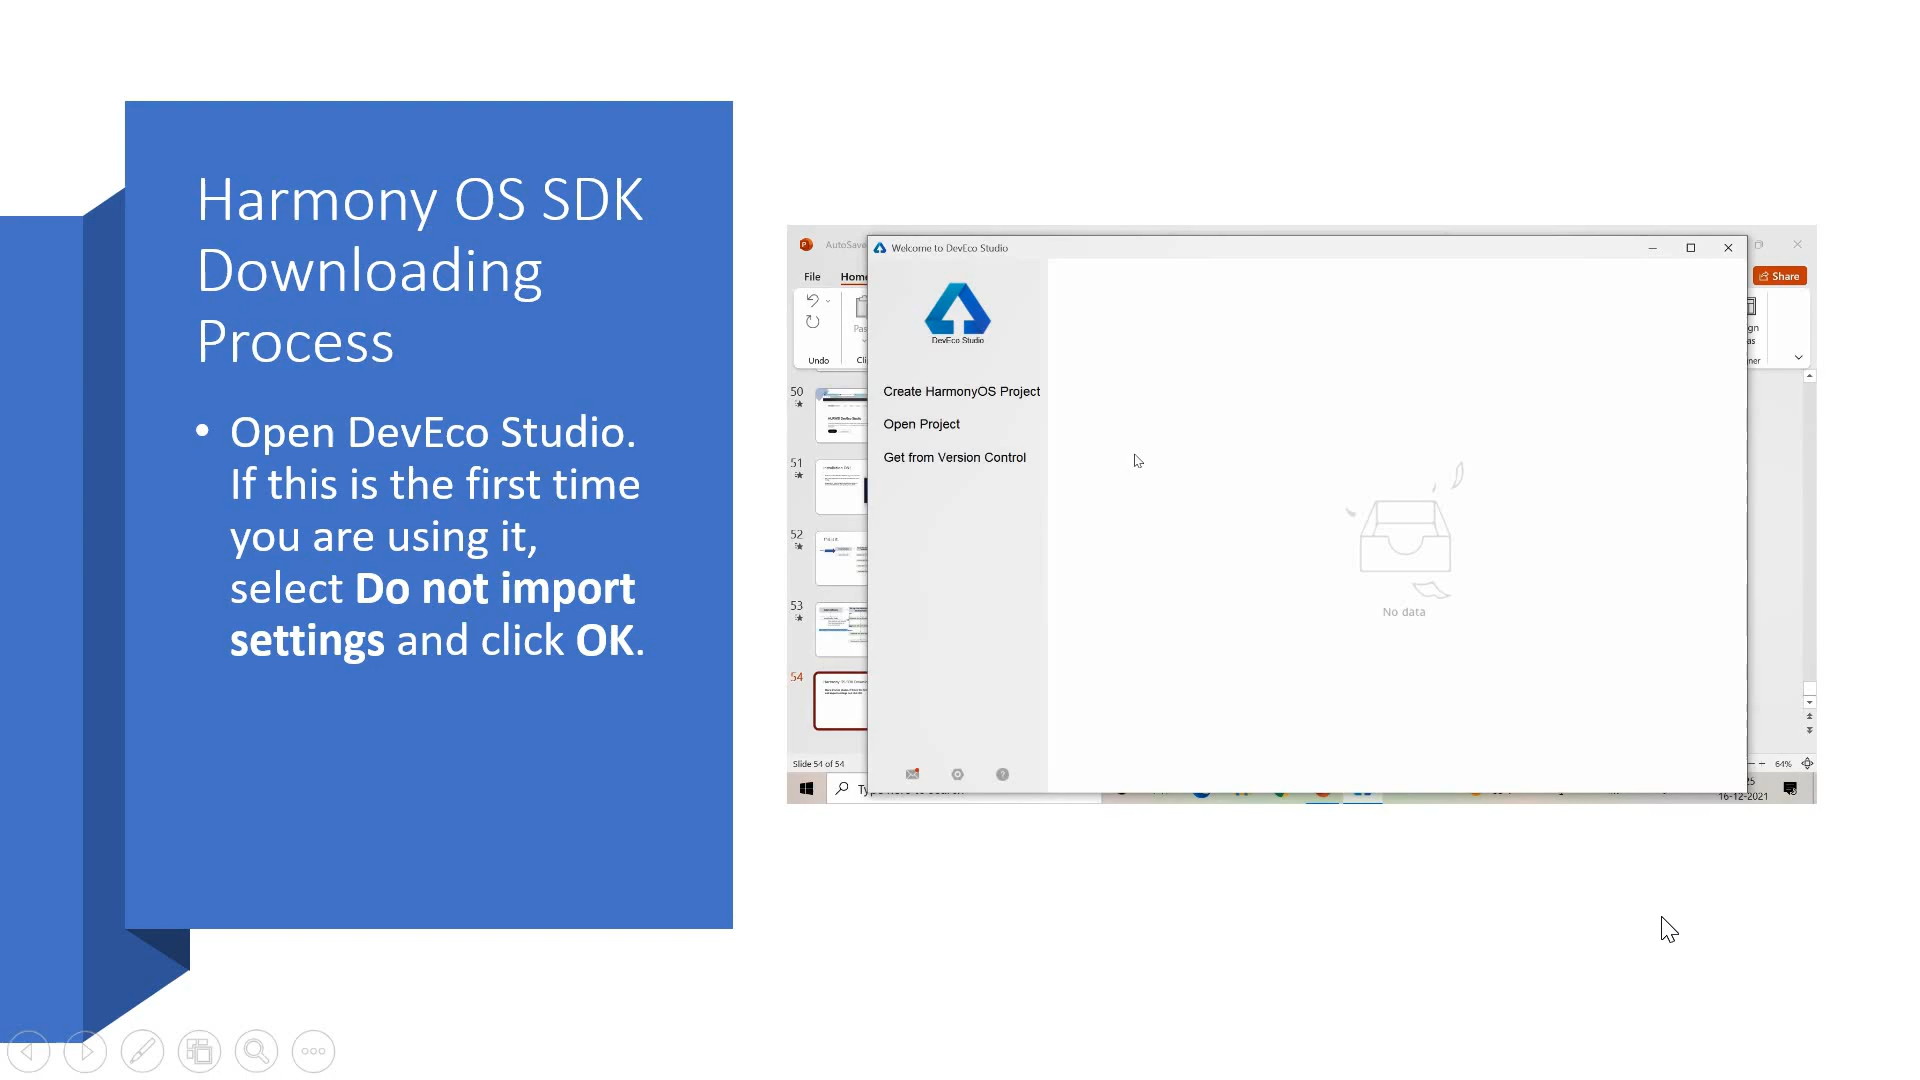 Harmony OS SDK
Downloading
Process
• Open DevEco Studio.
If this is the first time
you are using it,
select Do not import
settings and click OK.
AutoSave
File
Home
Share
Undo
50
51
52
53
54
Slide 54 of 54
64%
16-12-2021
Welcome to DevEco Studio
DevEco Studio
Create HarmonyOS Project
Open Project
Get from Version Control
No data